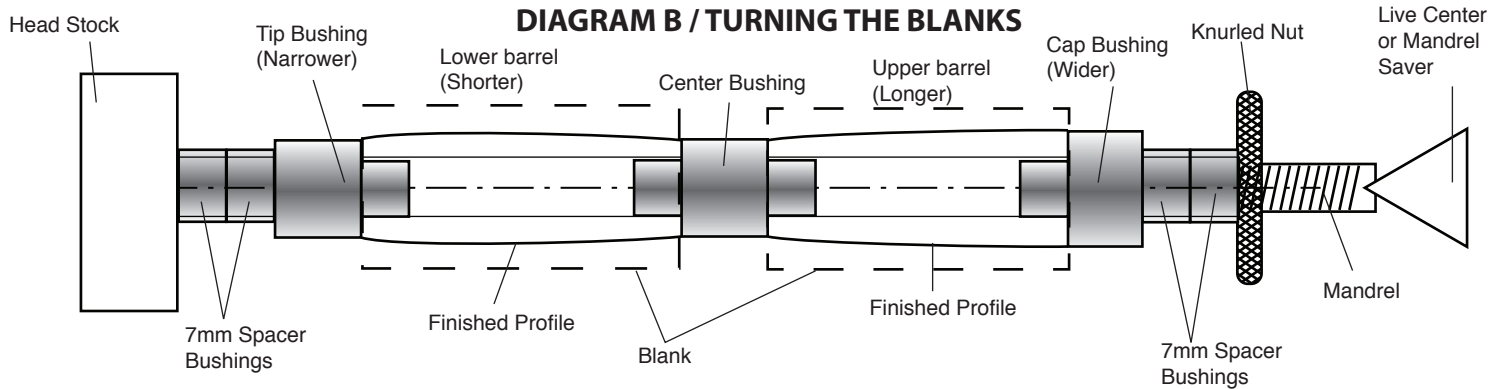 DIAGRAM B / TURNING THE BLANKS
Head Stock
Tip Bushing
(Narrower)
Lower barrel
(Shorter)
Center Bushing
Upper barrel
(Longer)
Cap Bushing
(Wider)
Knurled Nut
Live Center
or Mandrel
Saver
7mm Spacer
Bushings
Finished Profile
Blank
Finished Profile
7mm Spacer
Bushings
Mandrel